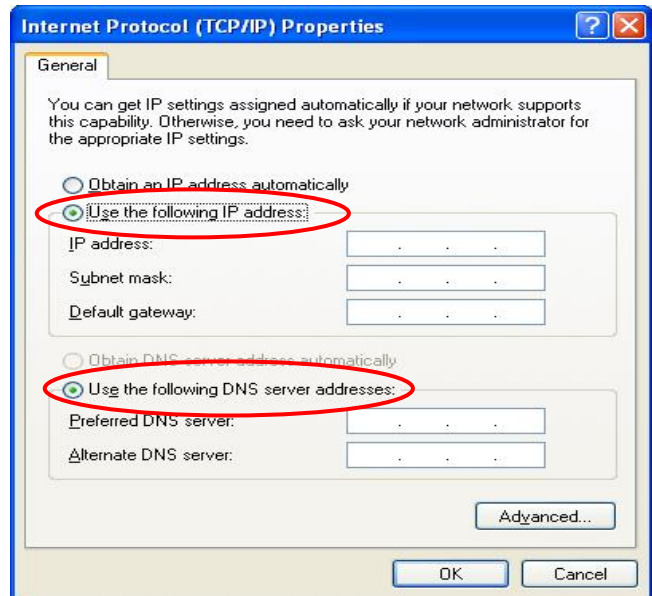 Internet Protocol (TCP/IP) Properties
General
You can get IP settings assigned automatically if your network supports
this capability. Otherwise, you need to ask your network administrator for
the appropriate IP settings.
Obtain an IP address automatically
Use the following IP address:
IP address:
Subnet mask:
Default gateway:
Obtain DNS server address automatically
Use the following DNS server addresses:
Preferred DNS server:
Alternate DNS server:
Advanced...
OK Cancel